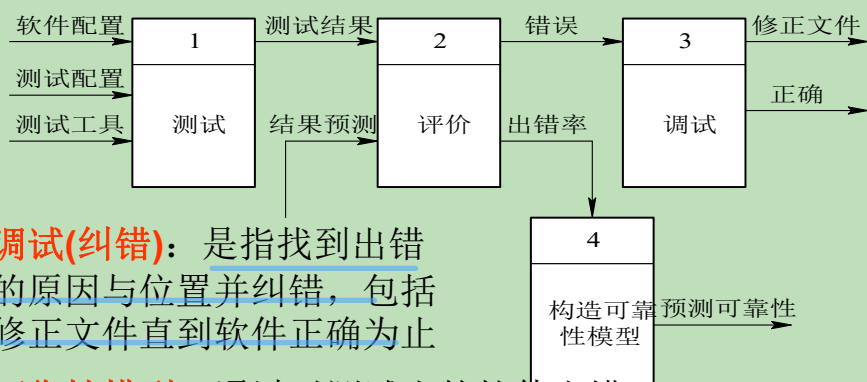 软件配置
测试配置
测试工具
1
测试
测试结果
结果预测
2
评价
错误
出错率
3
调试
修正文件
正确
4
构造可靠
性模型
预测可靠性
调试(纠错)：是指找到出错
的原因与位置并纠错，包括
修正文件直到软件正确为止